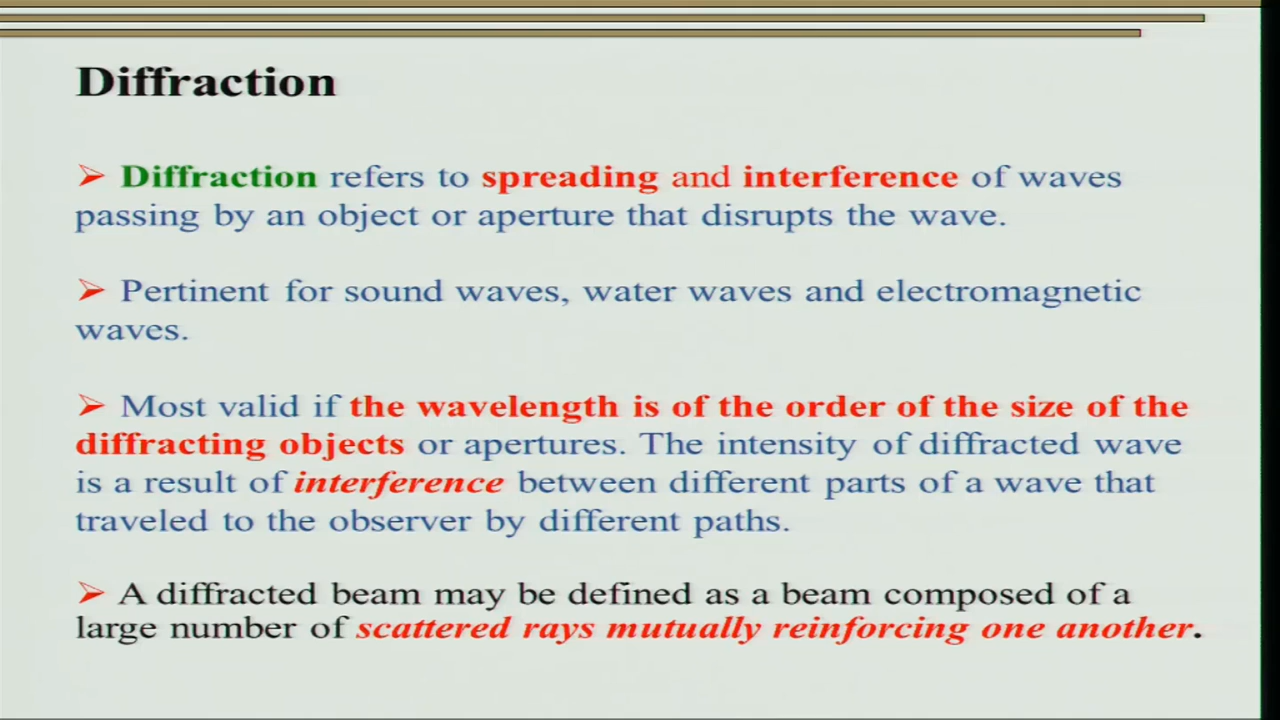 Diffraction
➢ Diffraction refers to spreading and interference of waves
passing by an object or aperture that disrupts the wave.
➢ Pertinent for sound waves, water waves and electromagnetic
waves.
➢ Most valid if the wavelength is of the order of the size of the
diffracting objects or apertures. The intensity of diffracted wave
is a result of interference between different parts of a wave that
traveled to the observer by different paths.
➢ A diffracted beam may be defined as a beam composed of a
large number of scattered rays mutually reinforcing one another.